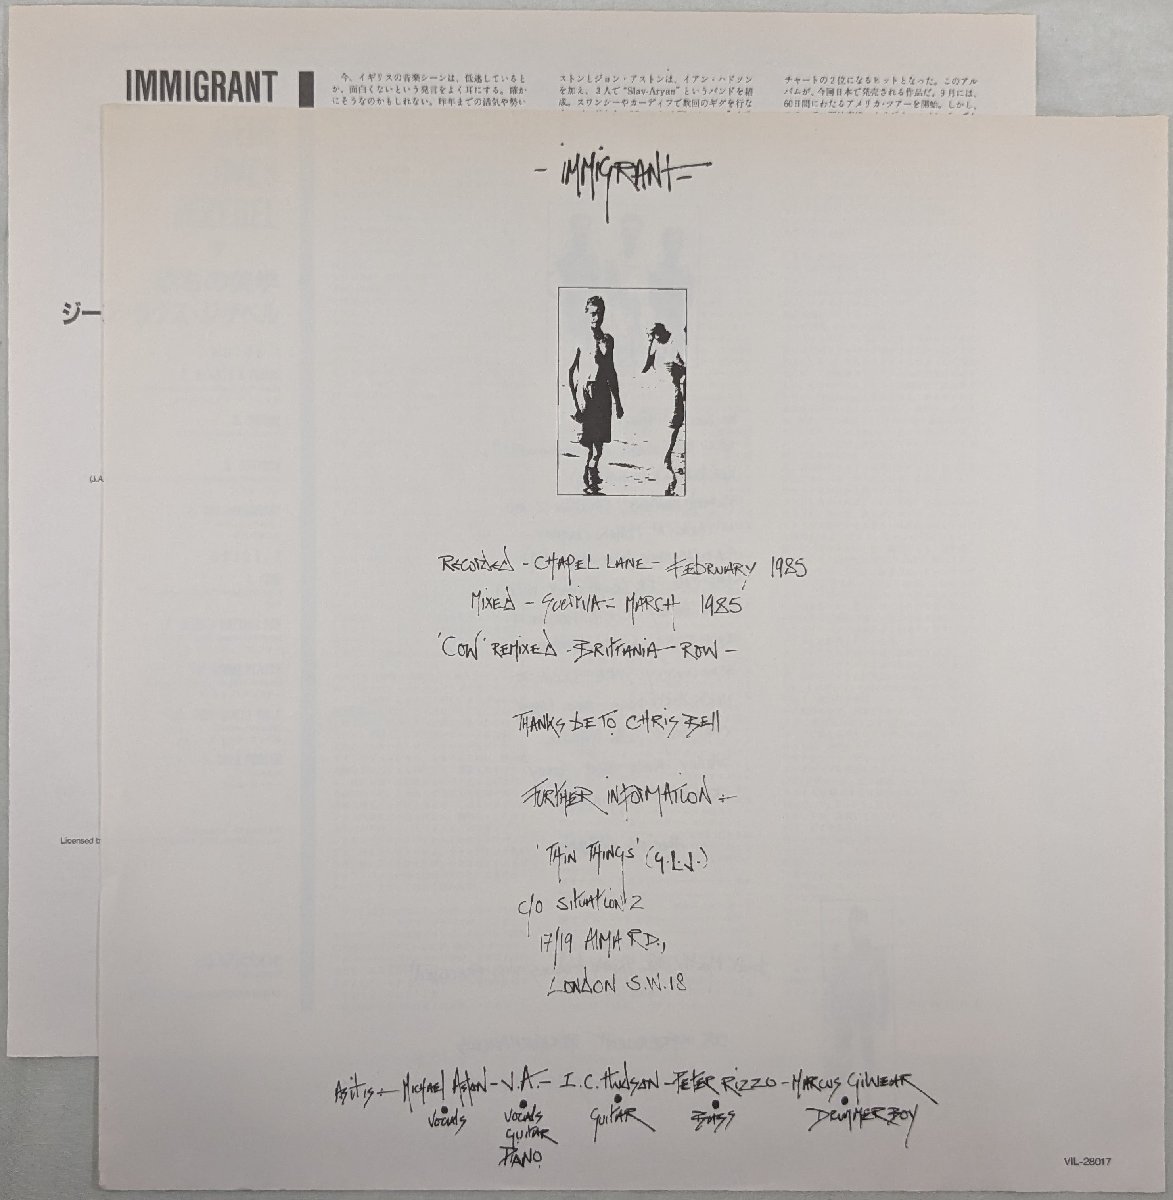 IMMIGRANT
今、イギリスの音楽シーンは、低迷していると
か、面白くないという発言をよく耳にする。確か
にそうなのかもしれない。昨年までの活気や勢い
ストンとジョン・アストンは、イアン・ハドソン
を加え、3人で“Slav-Aryan”というバンドを結
成。スウンシーやカーディフで数回のギグを行な
チャートの2位になるヒットとなった。このアル
バムが、今回日本で発売される作品だ。9月には、
60日間にわたるアメリカ・ツアーを開始。しかし、
ジー
(J.A
Licensed b
- IMMIGRANT -
RECORDED - CHAPEL LANE - FEBRUARY 1985
MIXED - MARCH 1985
'COW' REMIXED - BRITTANIA - ROW -
THANKS BE TO CHRIS BELL
FURTHER INFORMATION -
'THIN THINGS' (G.L.J.)
C/O SITUATION 2
17/19 ALMA RD.,
LONDON S.W.18
AS IT IS - MICHAEL ASTON - J.A. - I.C. HUDSON - PETER RIZZO - MARCUS GILVEAR
VOCALS VOCALS GUITAR BASS DRUMMER BOY
GUITAR
PIANO
VIL-28017